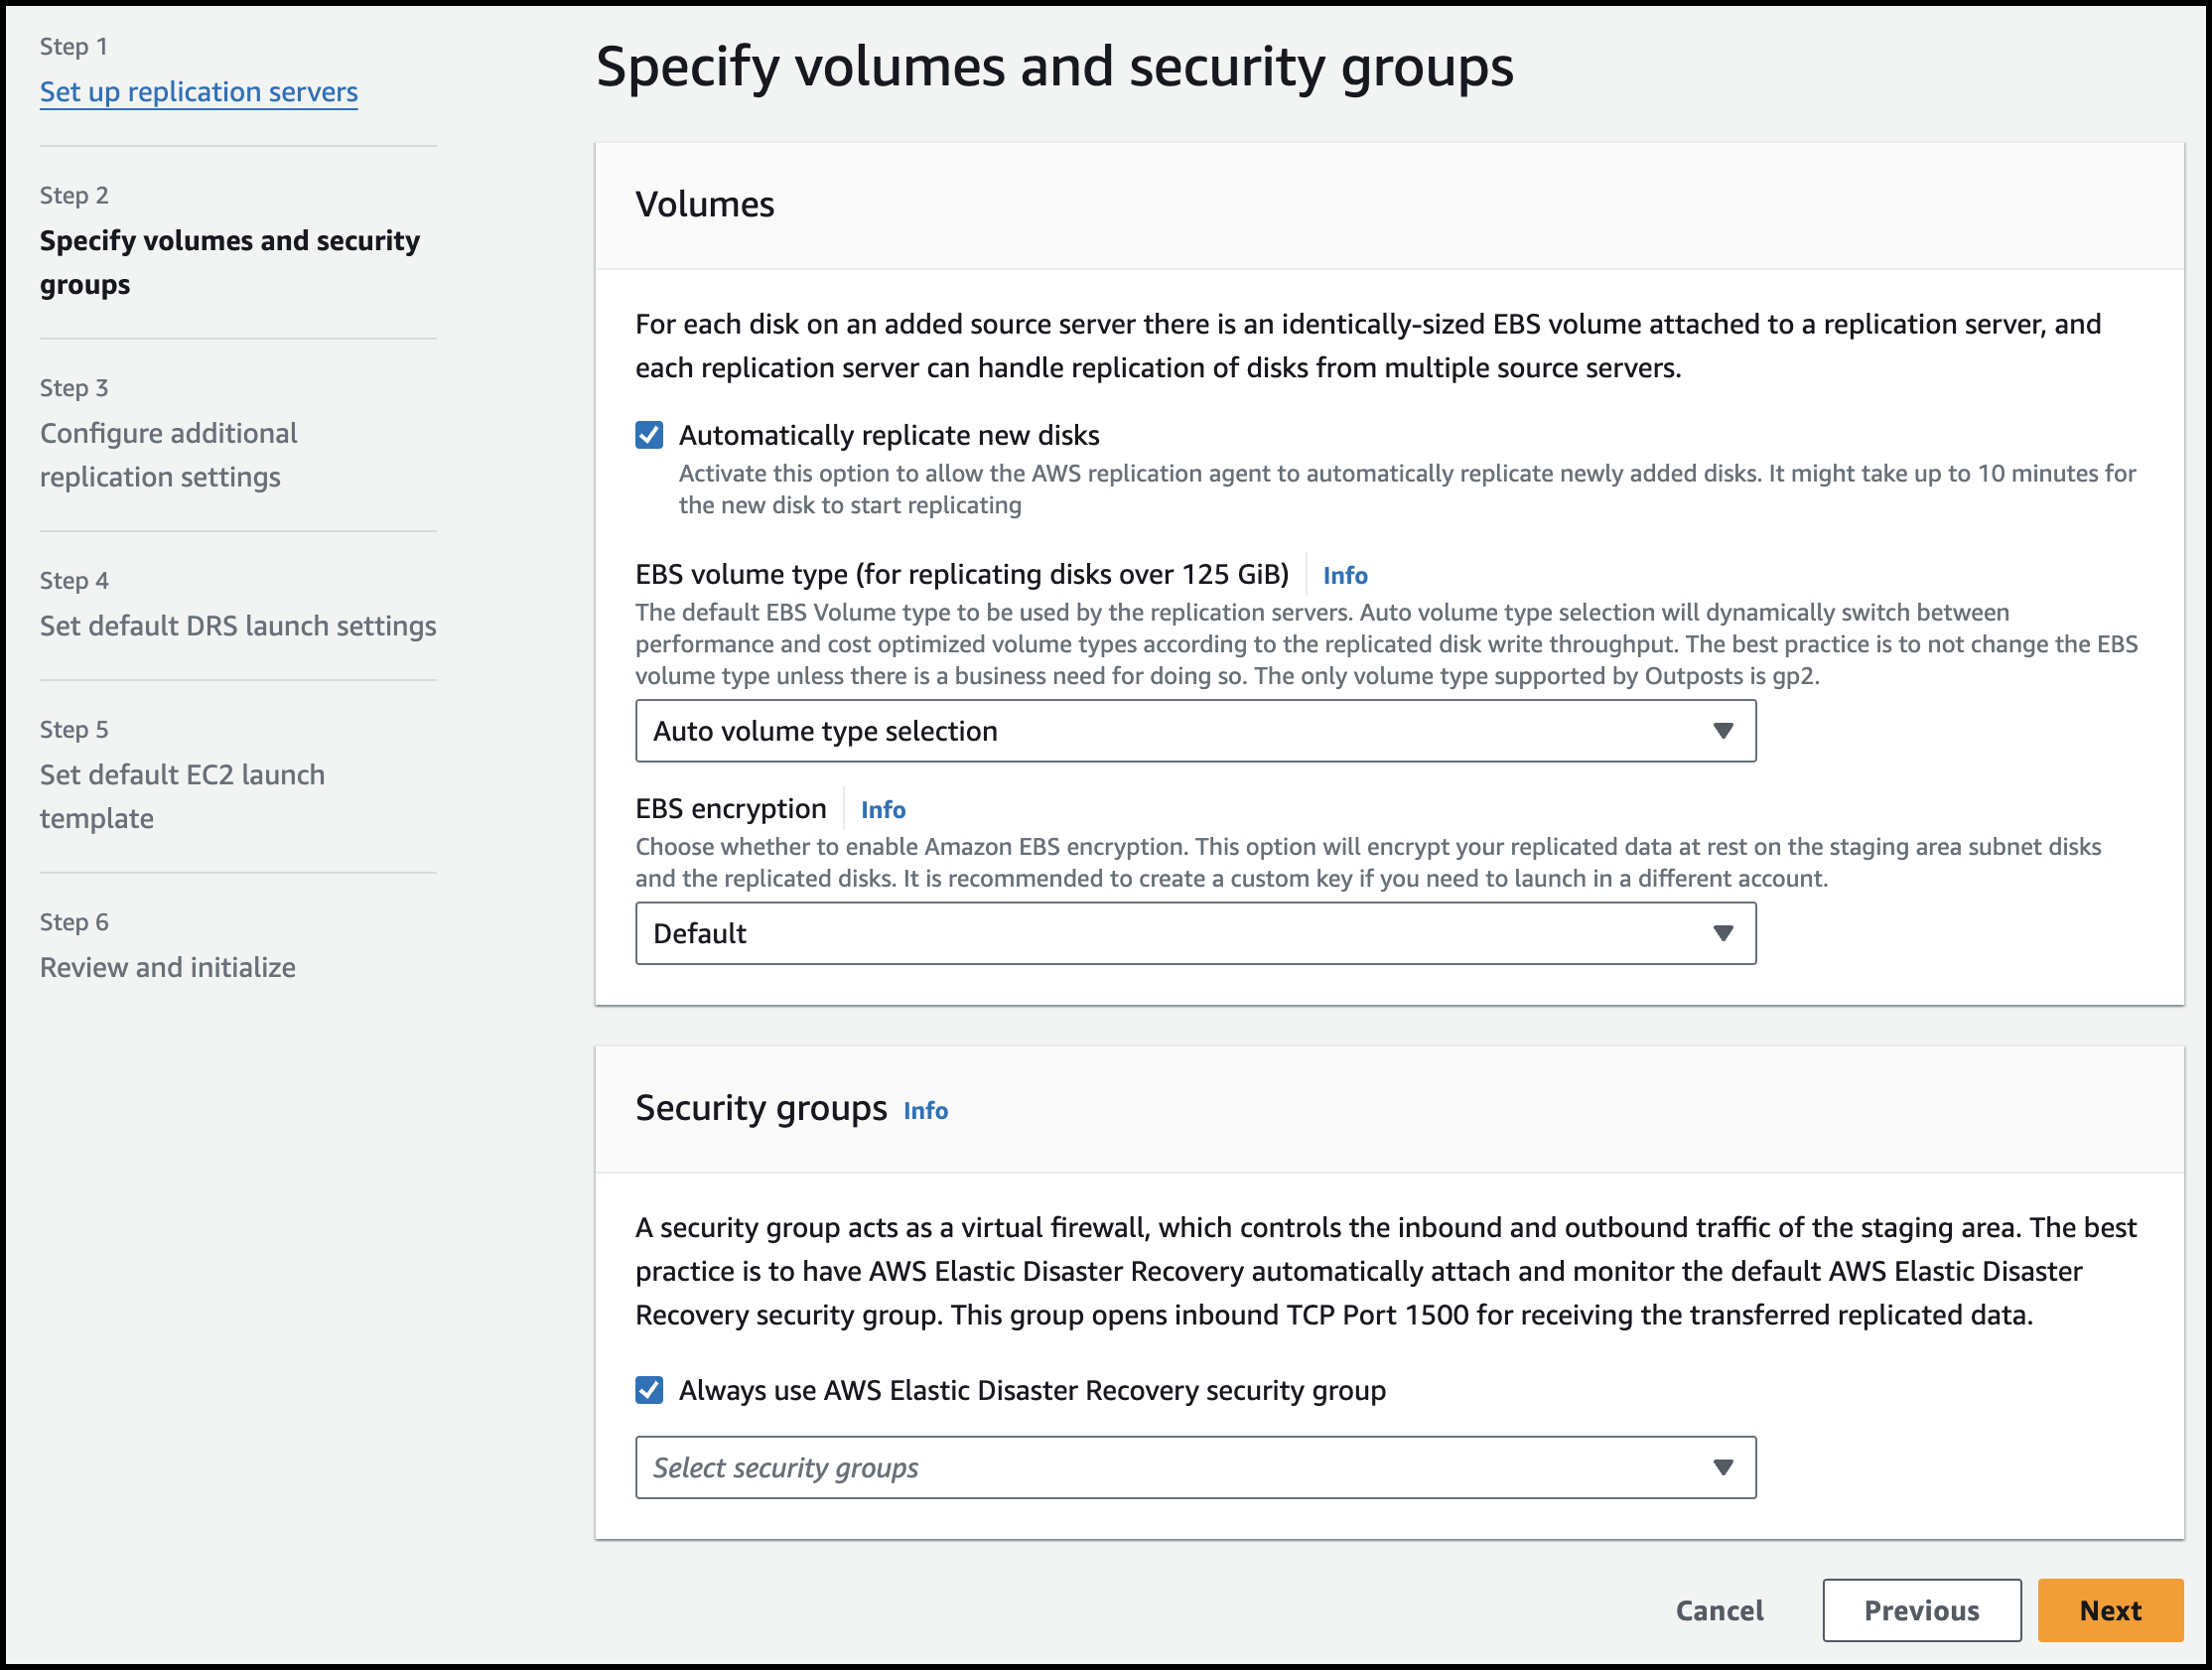 Step 1
Set up replication servers
Step 2
Specify volumes and security
groups
Step 3
Configure additional
replication settings
Step 4
Set default DRS launch settings
Step 5
Set default EC2 launch
template
Step 6
Review and initialize
Specify volumes and security groups
Volumes
For each disk on an added source server there is an identically-sized EBS volume attached to a replication server, and
each replication server can handle replication of disks from multiple source servers.
Automatically replicate new disks
Activate this option to allow the AWS replication agent to automatically replicate newly added disks. It might take up to 10 minutes for
the new disk to start replicating
EBS volume type (for replicating disks over 125 GiB) Info
The default EBS Volume type to be used by the replication servers. Auto volume type selection will dynamically switch between
performance and cost optimized volume types according to the replicated disk write throughput. The best practice is to not change the EBS
volume type unless there is a business need for doing so. The only volume type supported by Outposts is gp2.
Auto volume type selection
EBS encryption Info
Choose whether to enable Amazon EBS encryption. This option will encrypt your replicated data at rest on the staging area subnet disks
and the replicated disks. It is recommended to create a custom key if you need to launch in a different account.
Default
Security groups Info
A security group acts as a virtual firewall, which controls the inbound and outbound traffic of the staging area. The best
practice is to have AWS Elastic Disaster Recovery automatically attach and monitor the default AWS Elastic Disaster
Recovery security group. This group opens inbound TCP Port 1500 for receiving the transferred replicated data.
Always use AWS Elastic Disaster Recovery security group
Select security groups
Cancel Previous Next